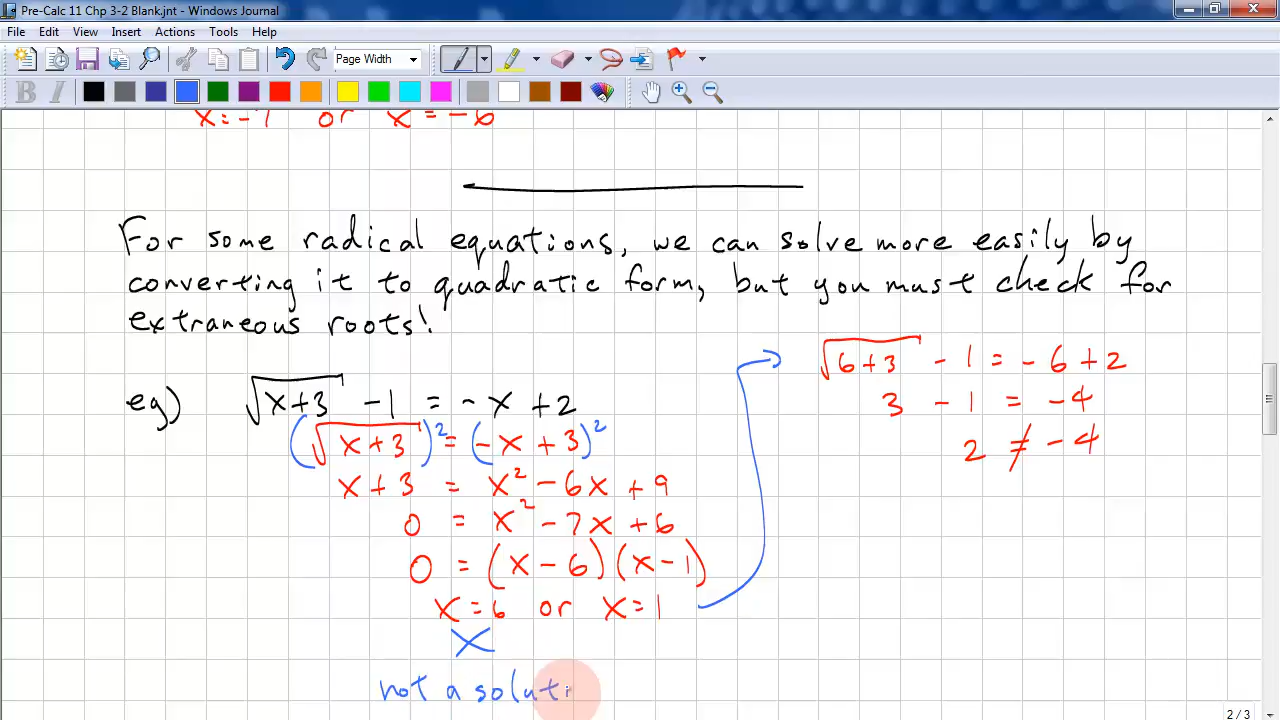 Pre-Calc 11 Chp 3-2 Blank.jnt - Windows Journal
File Edit View Insert Actions Tools Help
Page Width
B I
x = -7 or x = -6
For some radical equations, we can solve more easily by
converting it to quadratic form, but you must check for
extraneous roots!
eg) √(x+3) - 1 = -x + 2
(√(x+3))² = (-x + 3)²
x + 3 = x² - 6x + 9
0 = x² - 7x + 6
0 = (x - 6)(x - 1)
x = 6 or x = 1
X
not a soluti
√(6+3) - 1 = -6 + 2
3 - 1 = -4
2 ≠ -4
2 / 3